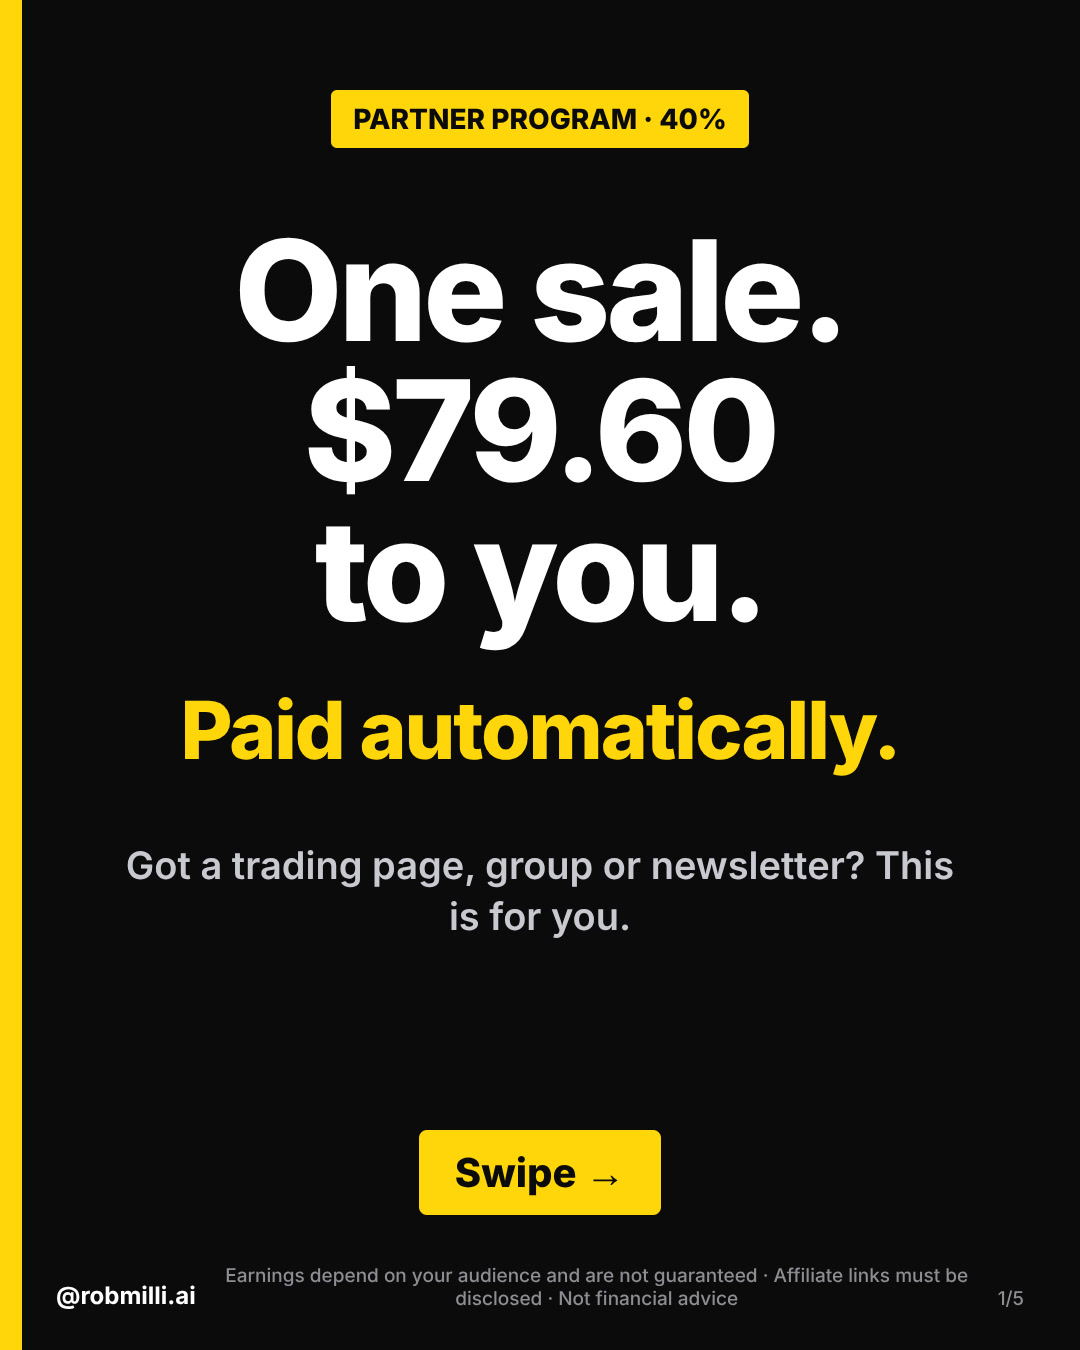 PARTNER PROGRAM · 40%
One sale.
$79.60
to you.
Paid automatically.
Got a trading page, group or newsletter? This
is for you.
Swipe →
@robmilli.ai
Earnings depend on your audience and are not guaranteed · Affiliate links must be
disclosed · Not financial advice
1/5